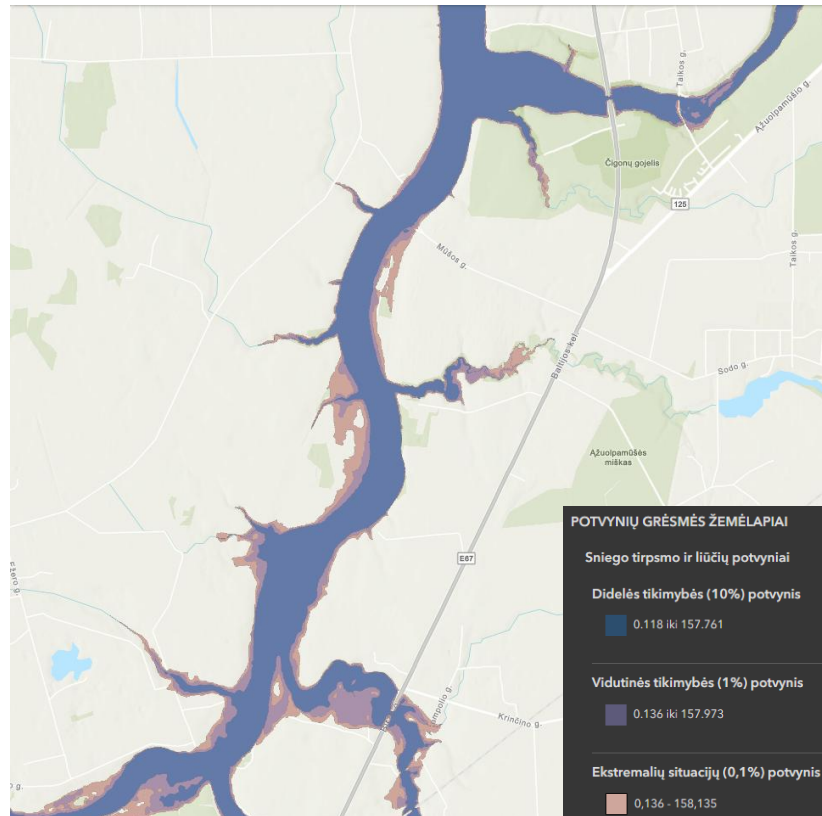 Taikos g.
Ąžuolpamūšio g.
Čigonų gojelis
125
Mūšos g.
Taikos g.
Baltijos kel.
Sodo g.
Ąžuolpamūšės
miškas
E67
Krinčino g.
POTVYNIŲ GRĖSMĖS ŽEMĖLAPIAI
Sniego tirpsmo ir liūčių potvyniai
Didelės tikimybės (10%) potvynis
0.118 iki 157.761
Vidutinės tikimybės (1%) potvynis
0.136 iki 157.973
Ekstremalių situacijų (0,1%) potvynis
0,136 - 158,135